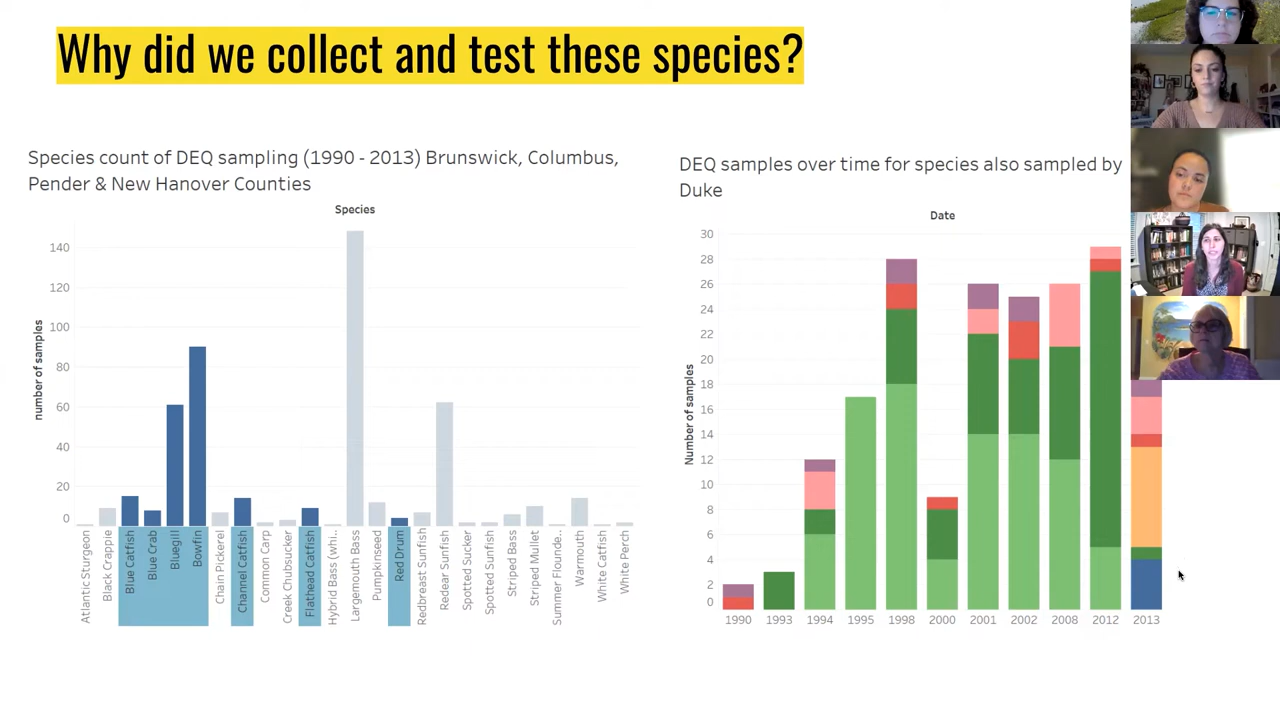 Why did we collect and test these species?
Species count of DEQ sampling (1990 - 2013) Brunswick, Columbus,
Pender & New Hanover Counties
Species
number of samples
140
120
100
80
60
40
20
0
Atlantic Sturgeon
Black Crappie
Blue Catfish
Blue Crab
Bluegill
Bowfin
Chain Pickerel
Channel Catfish
Common Carp
Creek Chubsucker
Flathead Catfish
Hybrid Bass (whi..
Largemouth Bass
Pumpkinseed
Red Drum
Redbreast Sunfish
Redear Sunfish
Spotted Sucker
Spotted Sunfish
Striped Bass
Striped Mullet
Summer Flounde..
Warmouth
White Catfish
White Perch
DEQ samples over time for species also sampled by
Duke
Date
Number of samples
30
28
26
24
22
20
18
16
14
12
10
8
6
4
2
0
1990
1993
1994
1995
1998
2000
2001
2002
2008
2012
2013